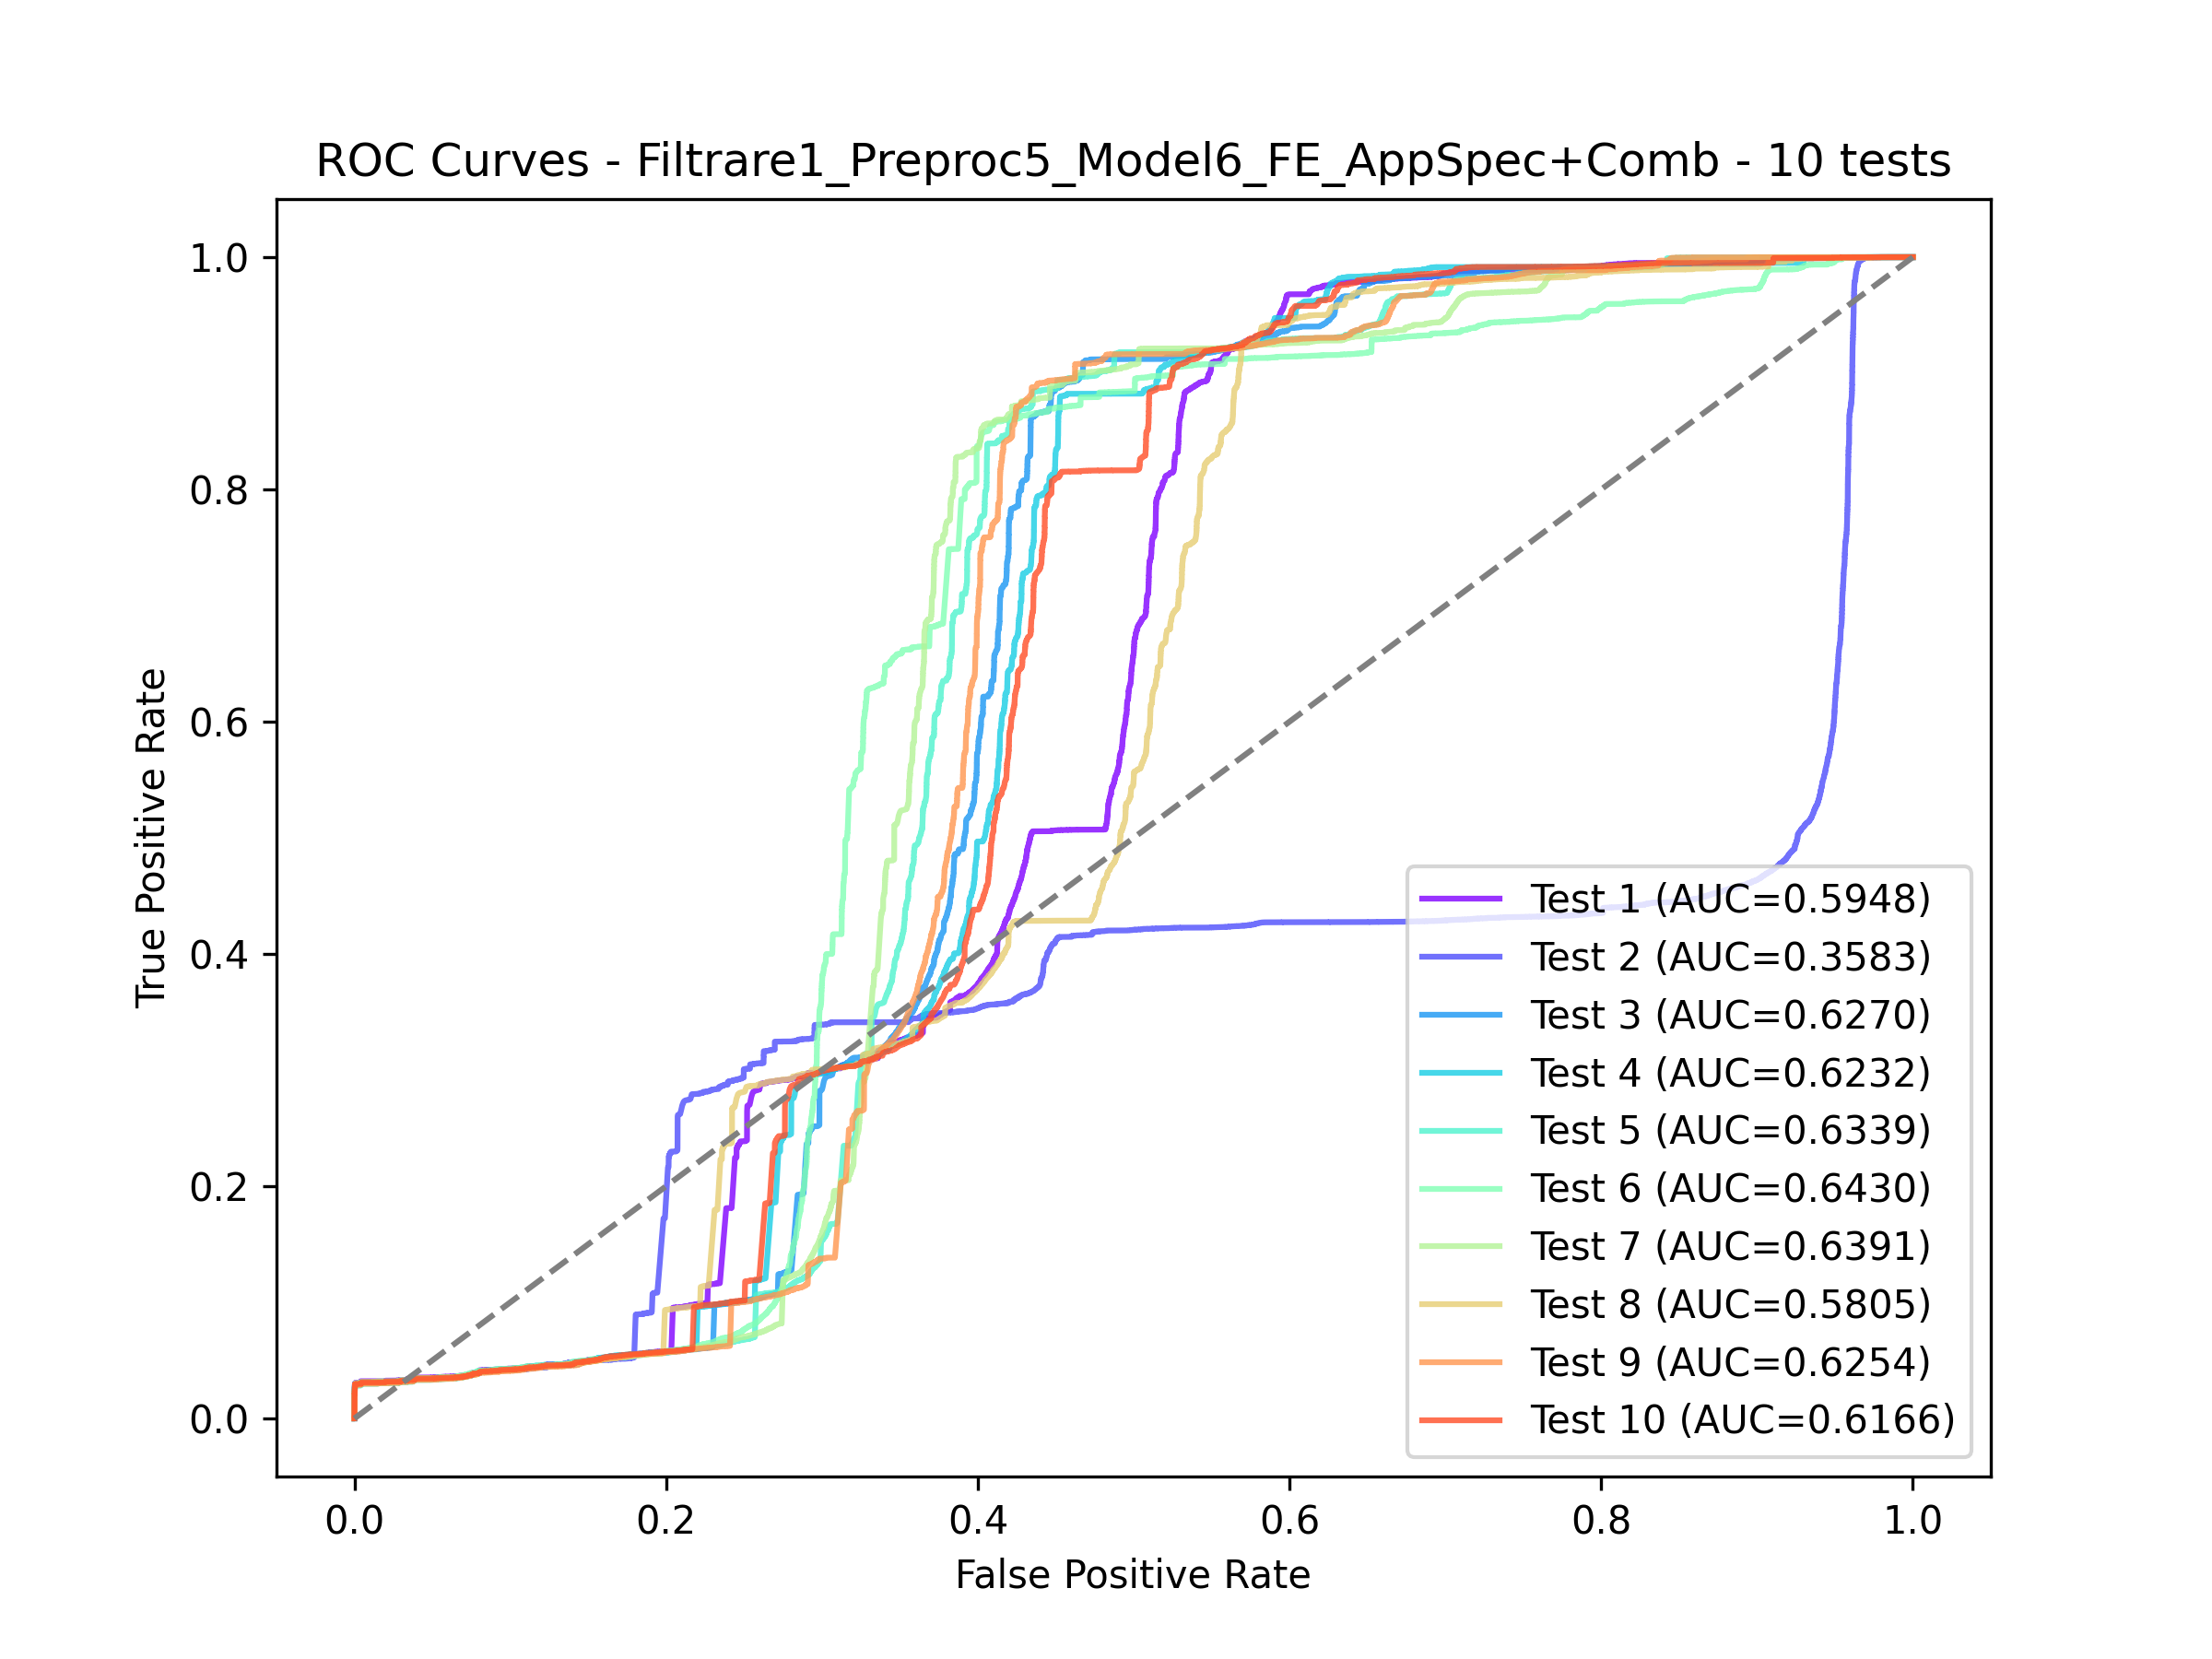 ROC Curves - Filtrare1_Preproc5_Model6_FE_AppSpec+Comb - 10 tests
True Positive Rate
1.0
0.8
0.6
0.4
0.2
0.0
Test 1 (AUC=0.5948)
Test 2 (AUC=0.3583)
Test 3 (AUC=0.6270)
Test 4 (AUC=0.6232)
Test 5 (AUC=0.6339)
Test 6 (AUC=0.6430)
Test 7 (AUC=0.6391)
Test 8 (AUC=0.5805)
Test 9 (AUC=0.6254)
Test 10 (AUC=0.6166)
0.0 0.2 0.4 0.6 0.8 1.0
False Positive Rate